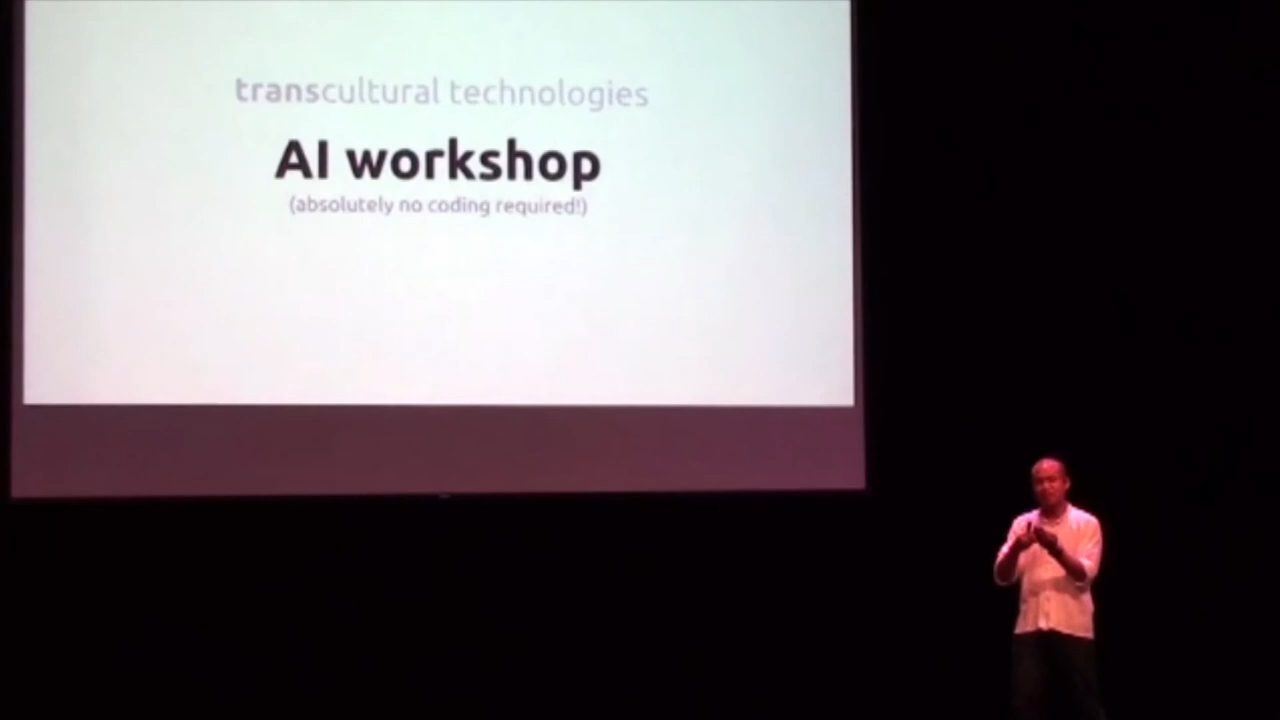 transcultural technologies
AI workshop
(absolutely no coding required!)